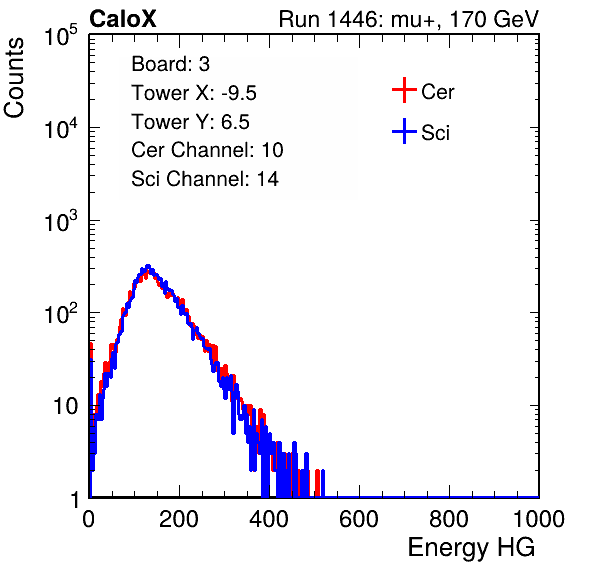 CaloX Run 1446: mu+, 170 GeV
Counts
10^5
10^4
10^3
10^2
10
1
Board: 3
Tower X: -9.5
Tower Y: 6.5
Cer Channel: 10
Sci Channel: 14
Cer
Sci
0 200 400 600 800 1000
Energy HG